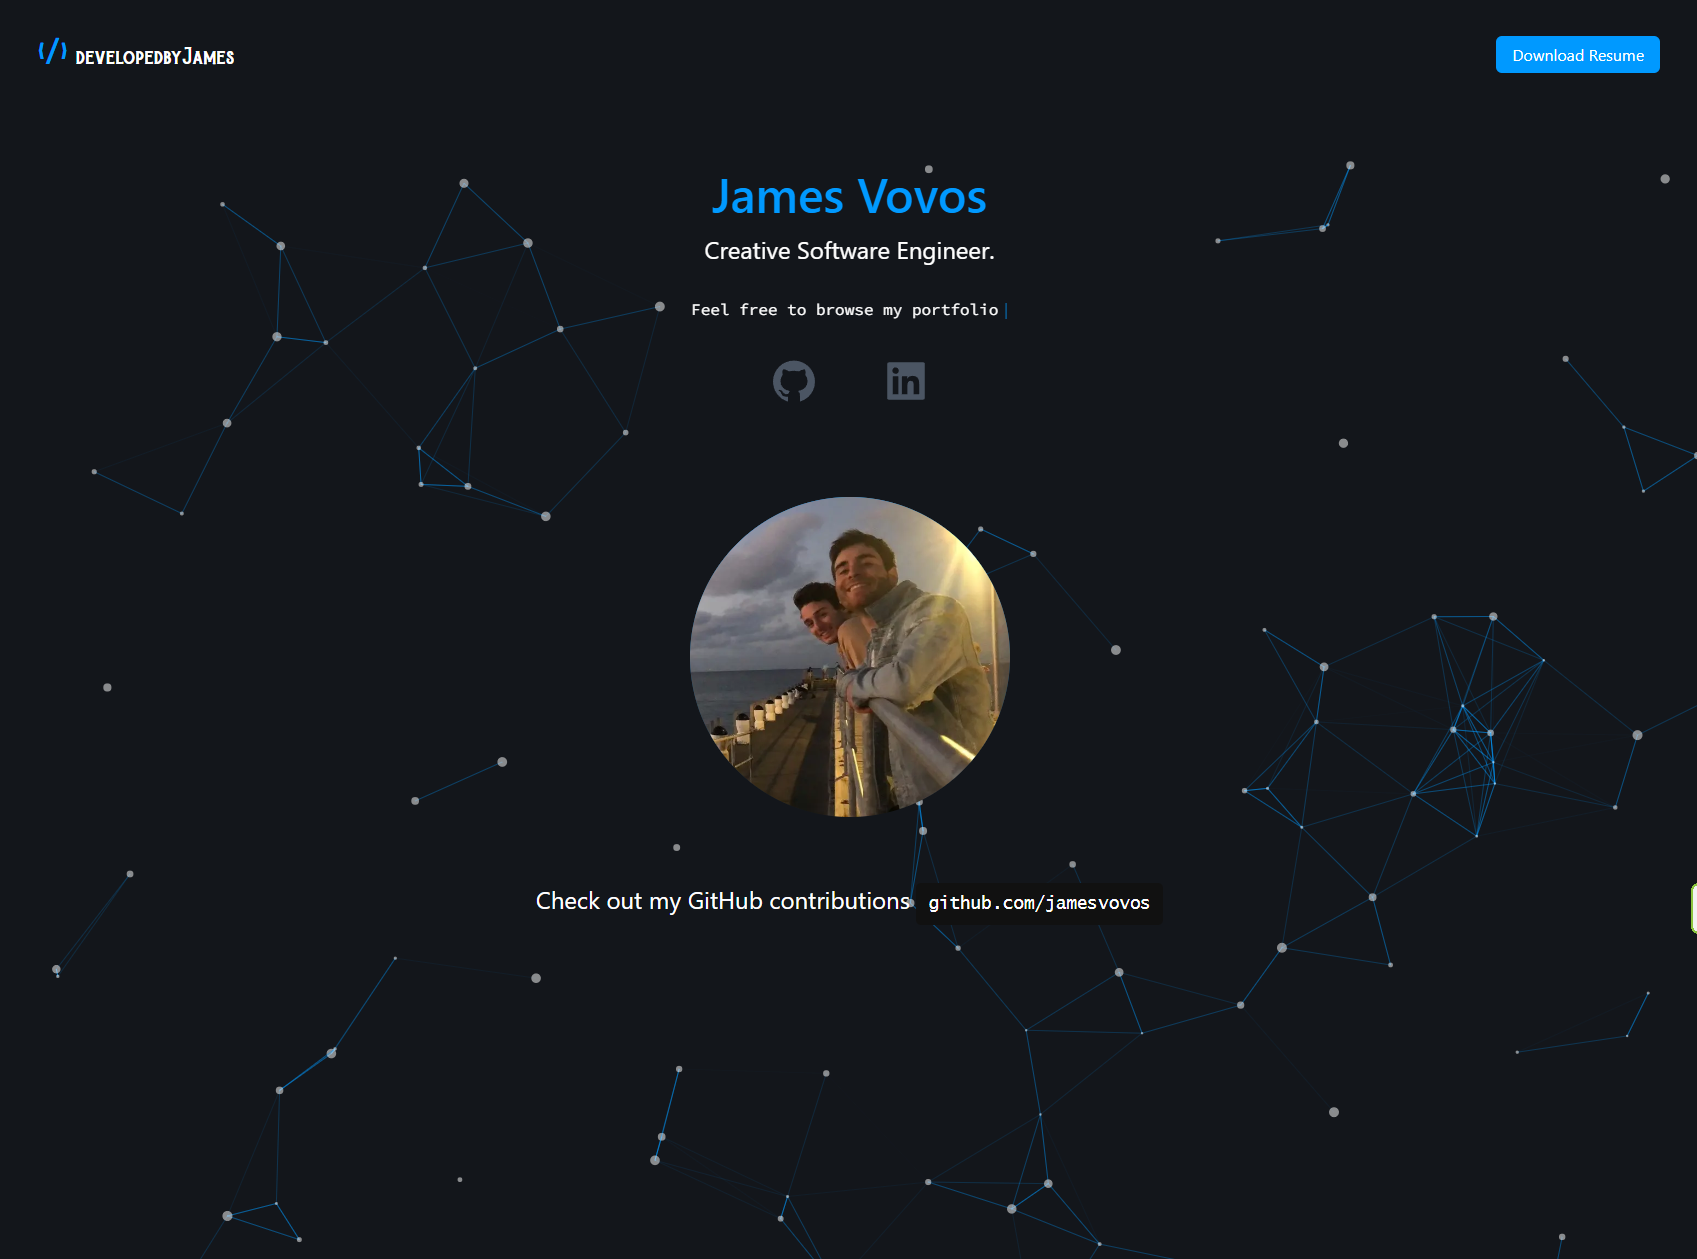 </> DEVELOPEDBYJAMES
Download Resume
James Vovos
Creative Software Engineer.
Feel free to browse my portfolio|
in
Check out my GitHub contributions github.com/jamesvovos